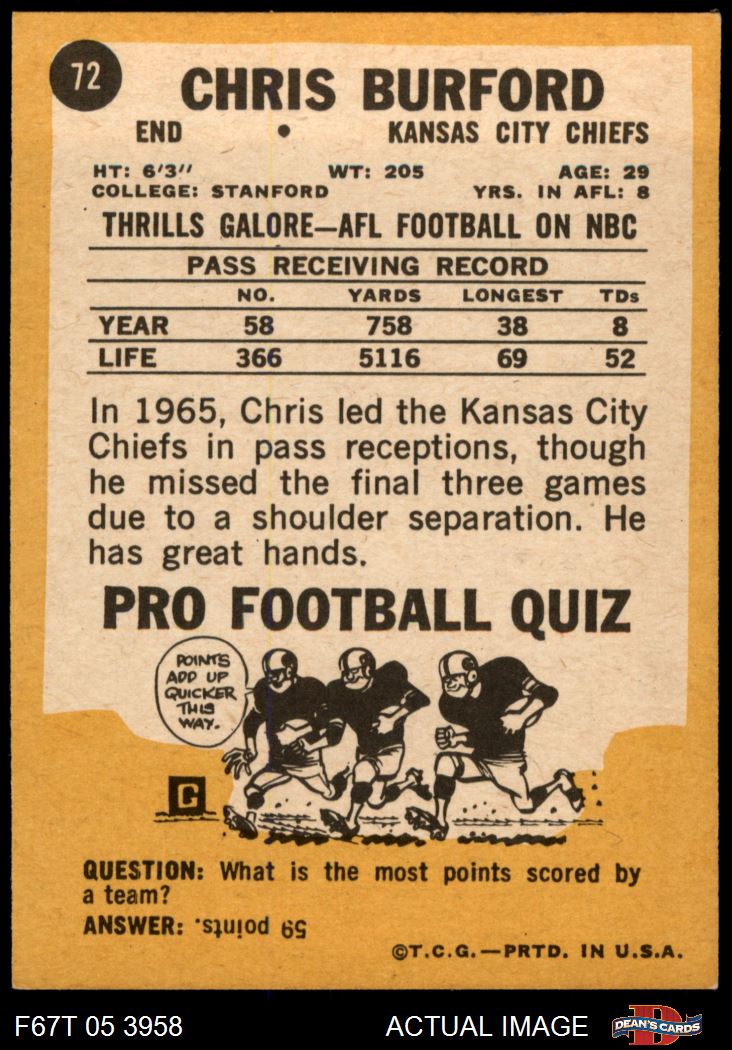 72
CHRIS BURFORD
END • KANSAS CITY CHIEFS
HT: 6'3" WT: 205 AGE: 29
COLLEGE: STANFORD YRS. IN AFL: 8
THRILLS GALORE—AFL FOOTBALL ON NBC
PASS RECEIVING RECORD
NO. YARDS LONGEST TDs
YEAR 58 758 38 8
LIFE 366 5116 69 52
In 1965, Chris led the Kansas City
Chiefs in pass receptions, though
he missed the final three games
due to a shoulder separation. He
has great hands.
PRO FOOTBALL QUIZ
POINTS
ADD UP
QUICKER
THIS
WAY.
G
QUESTION: What is the most points scored by
a team?
ANSWER: 59 points.
©T.C.G.—PRTD. IN U.S.A.
F67T 05 3958 ACTUAL IMAGE
D
DEAN'S CARDS